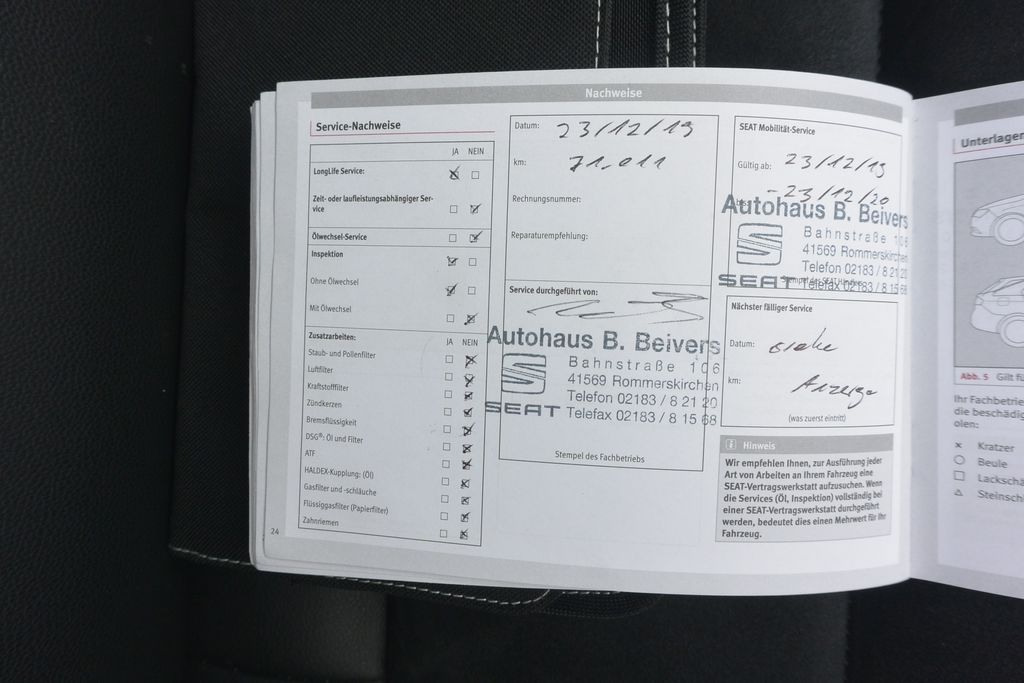 Nachweise
Service-Nachweise
JA NEIN
LongLife Service:
Zeit- oder laufleistungsabhängiger Ser-
vice
Ölwechsel-Service
Inspektion
Ohne Ölwechsel
Mit Ölwechsel
Zusatzarbeiten: JA NEIN
Staub- und Pollenfilter
Luftfilter
Kraftstofffilter
Zündkerzen
Bremsflüssigkeit
DSG®: Öl und Filter
ATF
HALDEX-Kupplung: (Öl)
Gasfilter und -schläuche
Flüssiggasfilter (Papierfilter)
Zahnriemen
24
Datum: 23/12/19
km: 71.011
Rechnungsnummer:
Reparaturempfehlung:
Service durchgeführt von:
Autohaus B. Beivers
Bahnstraße 106
41569 Rommerskirchen
Telefon 02183 / 8 21 20
SEAT Telefax 02183 / 8 15 68
Stempel des Fachbetriebs
SEAT Mobilität-Service
Gültig ab: 23/12/19
- 23/12/20
Autohaus B. Beivers
Bahnstraße 106
41569 Rommerskirchen
Telefon 02183 / 8 21 20
SEAT Telefax 02183 / 8 15 68
Nächster fälliger Service
Datum: siehe
km: Anzeige
(was zuerst eintritt)
i Hinweis
Wir empfehlen Ihnen, zur Ausführung jeder
Art von Arbeiten an Ihrem Fahrzeug eine
SEAT-Vertragswerkstatt aufzusuchen. Wenn
die Services (Öl, Inspektion) vollständig bei
einer SEAT-Vertragswerkstatt durchgeführt
werden, bedeutet dies einen Mehrwert für Ihr
Fahrzeug.
Unterlagen
Abb. 5 Gilt fü
Ihr Fachbetrie
die beschädig
olen:
× Kratzer
○ Beule
□ Lackschä
△ Steinsch